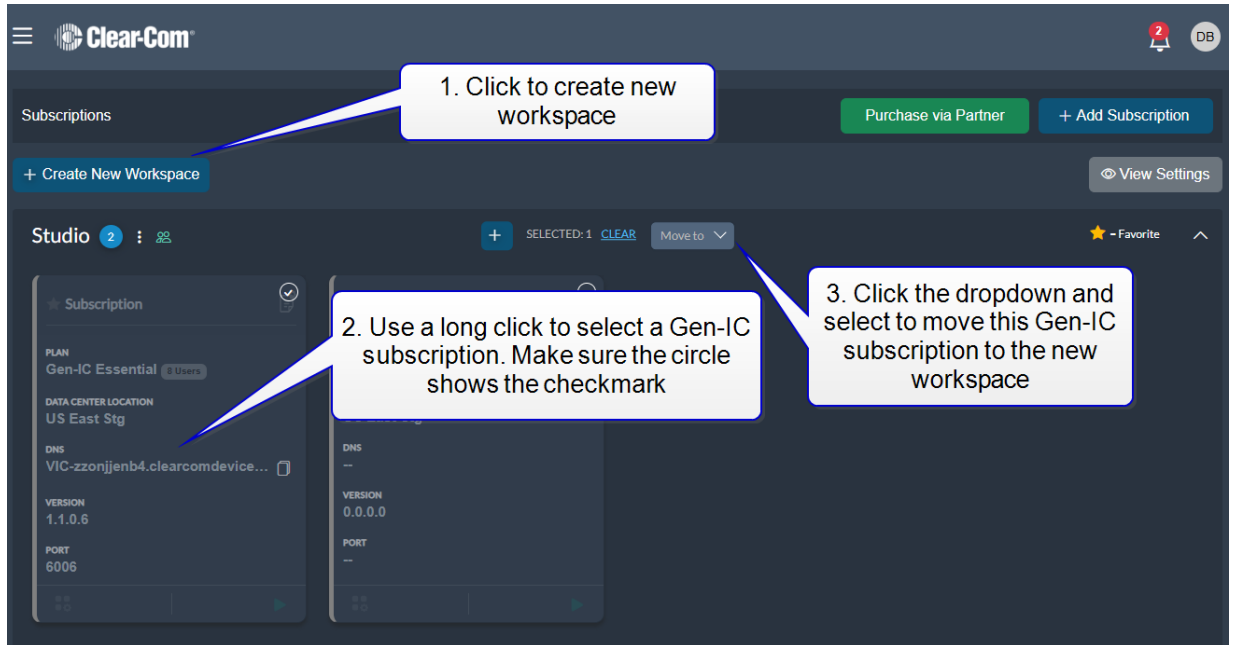 Clear-Com
2
DB
1. Click to create new
workspace
Subscriptions
Purchase via Partner
+ Add Subscription
+ Create New Workspace
View Settings
Studio 2
+
SELECTED: 1 CLEAR
Move to
- Favorite
Subscription
PLAN
Gen-IC Essential 8 Users
DATA CENTER LOCATION
US East Stg
DNS
VIC-zzonjjenb4.clearcomdevice...
VERSION
1.1.0.6
PORT
6006
2. Use a long click to select a Gen-IC
subscription. Make sure the circle
shows the checkmark
DNS
--
VERSION
0.0.0.0
PORT
--
3. Click the dropdown and
select to move this Gen-IC
subscription to the new
workspace